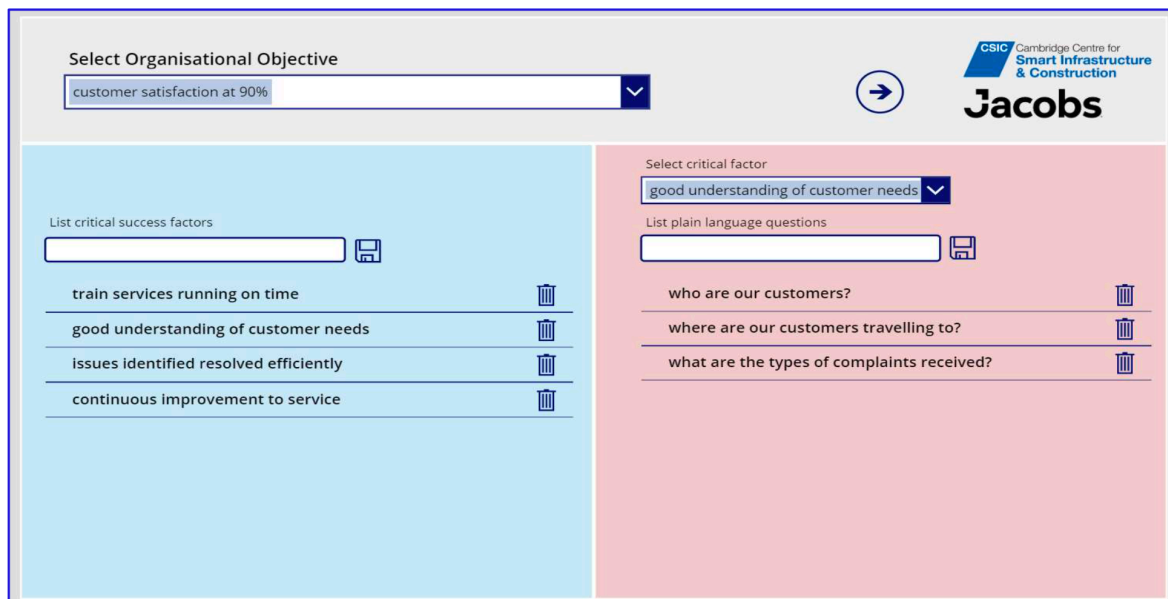 Select Organisational Objective
customer satisfaction at 90%
CSIC
Cambridge Centre for
Smart Infrastructure
& Construction
Jacobs
List critical success factors
train services running on time
good understanding of customer needs
issues identified resolved efficiently
continuous improvement to service
Select critical factor
good understanding of customer needs
List plain language questions
who are our customers?
where are our customers travelling to?
what are the types of complaints received?